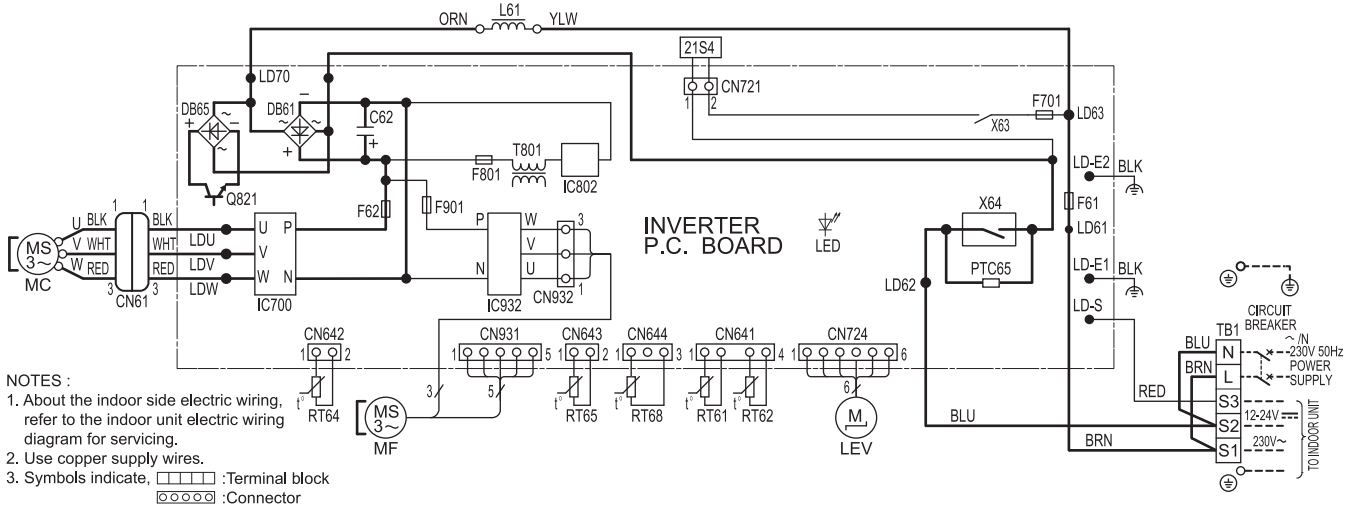 ORN L61 YLW
21S4
LD70
CN721
1 2
DB65 ~ + − ~
DB61 − ~ ~ +
C62 +
X63
F701
LD63
T801
F801
IC802
LD-E2 BLK
Q821
F62
F901
X64
F61
LD61
INVERTER
P.C. BOARD
LED
PTC65
LD62
LD-E1 BLK
LD-S
MS
3~
MC
U BLK 1 1 BLK LDU U P
V WHT WHT LDV V
W RED 3 3 RED LDW W N
CN61
IC700
P W 3
V
N U 1
IC932
CN932
CIRCUIT
BREAKER
TB1
~/N
230V 50Hz
POWER
SUPPLY
BLU N
BRN L
RED S3
12-24V
BLU S2
230V~
BRN S1
TO INDOOR UNIT
CN642
1 2
t°
RT64
CN931
1 5
3 5
MS
3~
MF
CN643
1 2
t°
RT65
CN644
1 3
t°
RT68
CN641
1 4
t° t°
RT61 RT62
CN724
1 6
6
M
LEV
NOTES :
1. About the indoor side electric wiring,
refer to the indoor unit electric wiring
diagram for servicing.
2. Use copper supply wires.
3. Symbols indicate, :Terminal block
:Connector